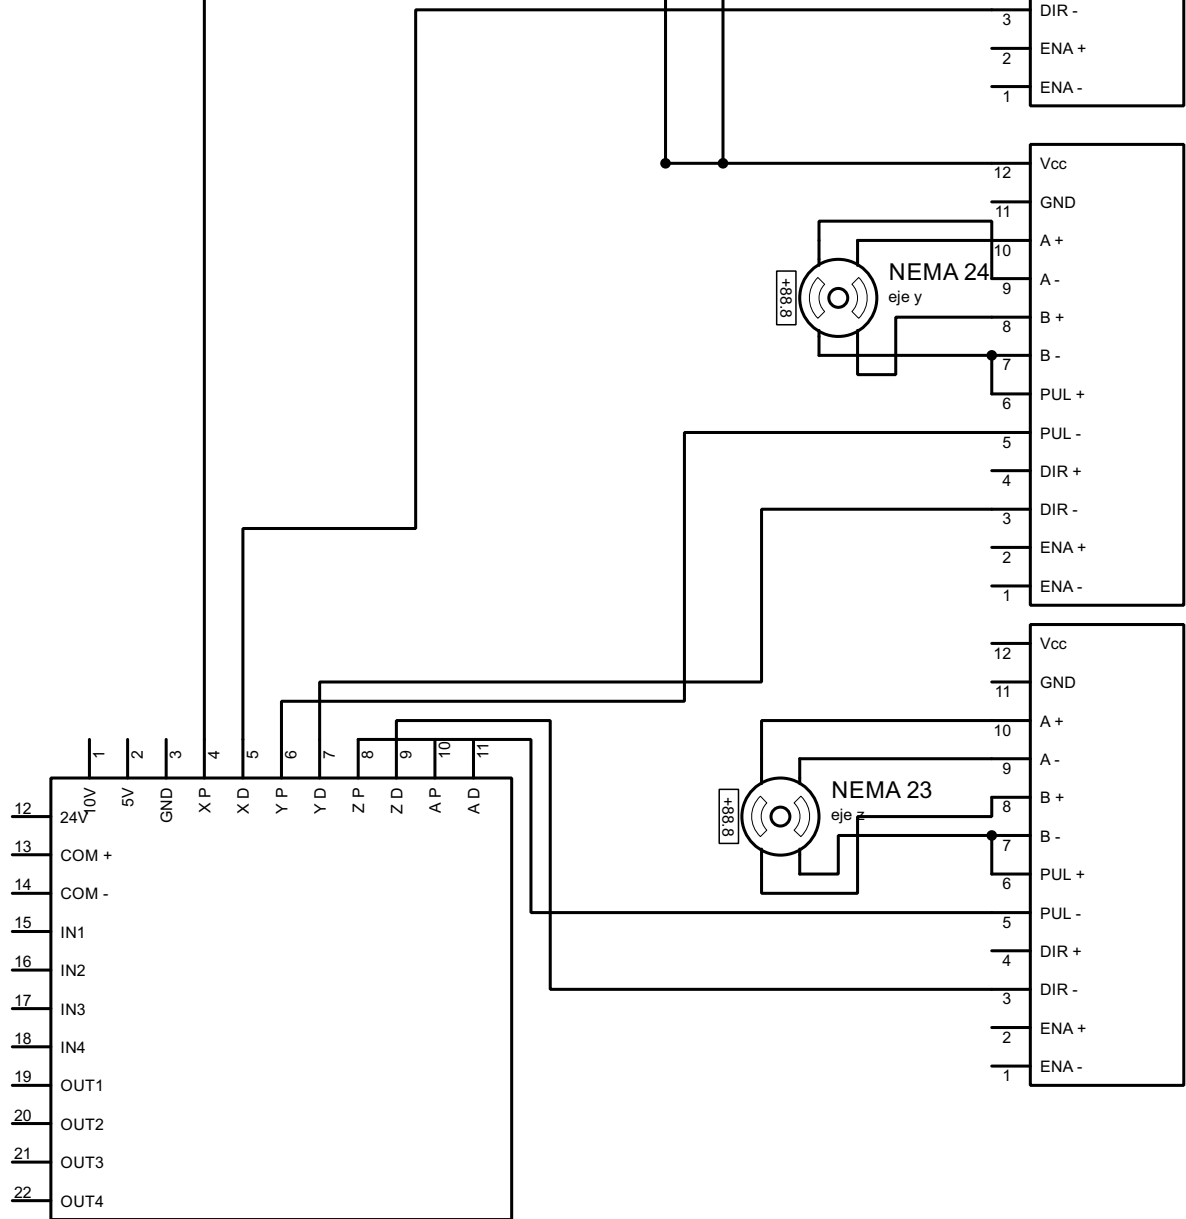 3 DIR -
2 ENA +
1 ENA -
12 Vcc
11 GND
10 A +
9 A -
8 B +
7 B -
6 PUL +
5 PUL -
4 DIR +
3 DIR -
2 ENA +
1 ENA -
NEMA 24
eje y
+88.8
12 Vcc
11 GND
10 A +
9 A -
8 B +
7 B -
6 PUL +
5 PUL -
4 DIR +
3 DIR -
2 ENA +
1 ENA -
NEMA 23
eje z
+88.8
1 10V
2 5V
3 GND
4 X P
5 X D
6 Y P
7 Y D
8 Z P
9 Z D
10 A P
11 A D
12 24V
13 COM +
14 COM -
15 IN1
16 IN2
17 IN3
18 IN4
19 OUT1
20 OUT2
21 OUT3
22 OUT4